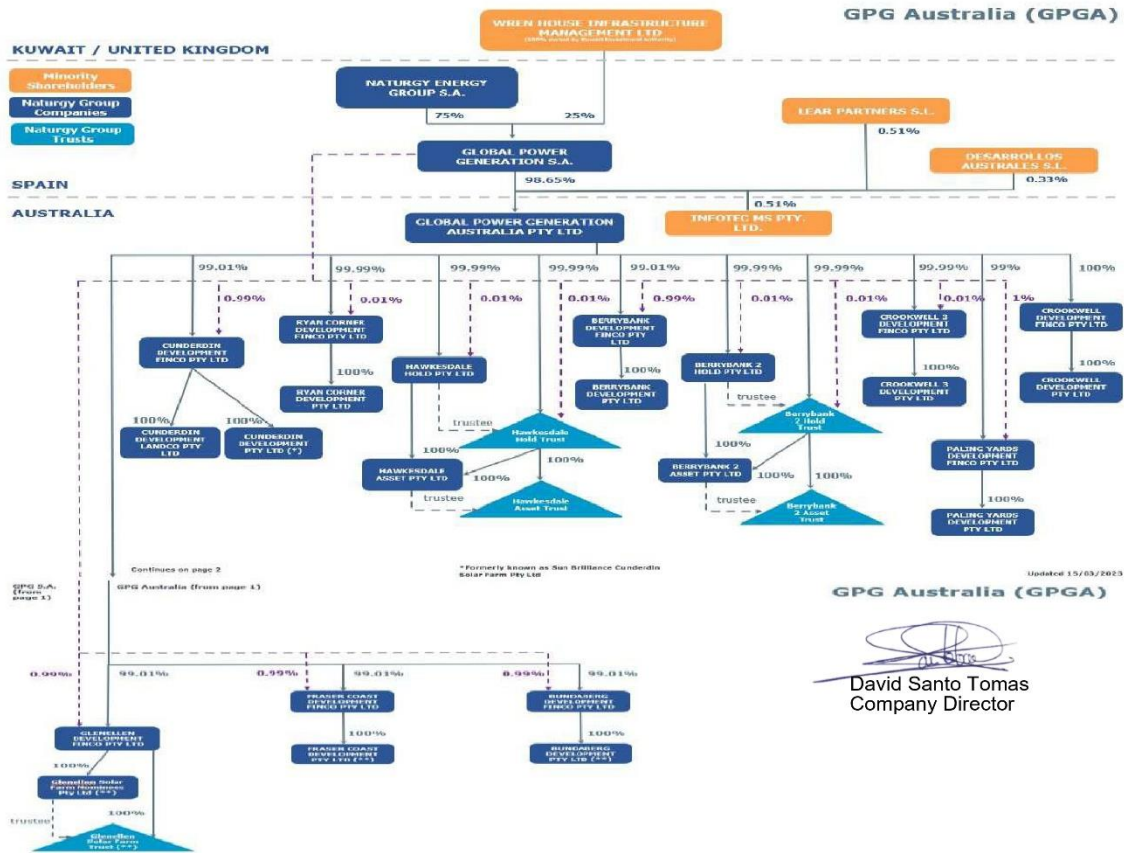 GPG Australia (GPGA)
WREN HOUSE INFRASTRUCTURE
MANAGEMENT LTD
KUWAIT / UNITED KINGDOM
Minority
Shareholders
Naturgy Group
Companies
Naturgy Group
Trusts
NATURGY ENERGY
GROUP S.A.
75%
25%
LEAR PARTNERS S.L.
0.51%
GLOBAL POWER
GENERATION S.A.
DESARROLLOS
AUSTRALES S.L.
98.65%
0.33%
SPAIN
AUSTRALIA
0.51%
GLOBAL POWER GENERATION
AUSTRALIA PTY LTD
INFOTEC MS PTY.
LTD.
99.01%
99.99%
99.99%
99.99%
99.01%
99.99%
99.99%
99.99%
99%
100%
0.99%
0.01%
0.01%
0.01%
0.99%
0.01%
0.01%
0.01%
1%
CUNDERDIN
DEVELOPMENT
FINCO PTY LTD
RYAN CORNER
DEVELOPMENT
FINCO PTY LTD
HAWKESDALE
HOLD PTY LTD
BERRYBANK
DEVELOPMENT
FINCO PTY LTD
BERRYBANK 2
HOLD PTY LTD
CROOKWELL 3
DEVELOPMENT
FINCO PTY LTD
CROOKWELL
DEVELOPMENT
FINCO PTY LTD
100%
100%
100%
100%
RYAN CORNER
DEVELOPMENT
PTY LTD
BERRYBANK
DEVELOPMENT
PTY LTD
CROOKWELL 3
DEVELOPMENT
PTY LTD
CROOKWELL
DEVELOPMENT
PTY LTD
100%
100%
CUNDERDIN
DEVELOPMENT
LANDCO PTY
LTD
CUNDERDIN
DEVELOPMENT
PTY LTD (*)
trustee
Hawkesdale
Hold Trust
trustee
Berrybank
2 Hold
Trust
100%
100%
100%
HAWKESDALE
ASSET PTY LTD
100%
trustee
Hawkesdale
Asset Trust
100%
BERRYBANK 2
ASSET PTY LTD
100%
100%
trustee
Berrybank
2 Asset
Trust
PALING YARDS
DEVELOPMENT
FINCO PTY LTD
100%
PALING YARDS
DEVELOPMENT
PTY LTD
Continues on page 2
*Formerly known as Sun Brilliance Cunderdin
Solar Farm Pty Ltd
Updated 15/03/2023
GPG S.A.
(from
page 1)
GPG Australia (from page 1)
GPG Australia (GPGA)
David Santo Tomas
Company Director
0.99%
99.01%
0.99%
99.01%
0.99%
99.01%
GLENELLEN
DEVELOPMENT
FINCO PTY LTD
FRASER COAST
DEVELOPMENT
FINCO PTY LTD
BUNDABERG
DEVELOPMENT
FINCO PTY LTD
100%
100%
FRASER COAST
DEVELOPMENT
PTY LTD (**)
BUNDABERG
DEVELOPMENT
PTY LTD (**)
100%
Glenellen Solar
Farm Nominees
Pty Ltd (**)
100%
trustee
Glenellen
Solar Farm
Trust (**)